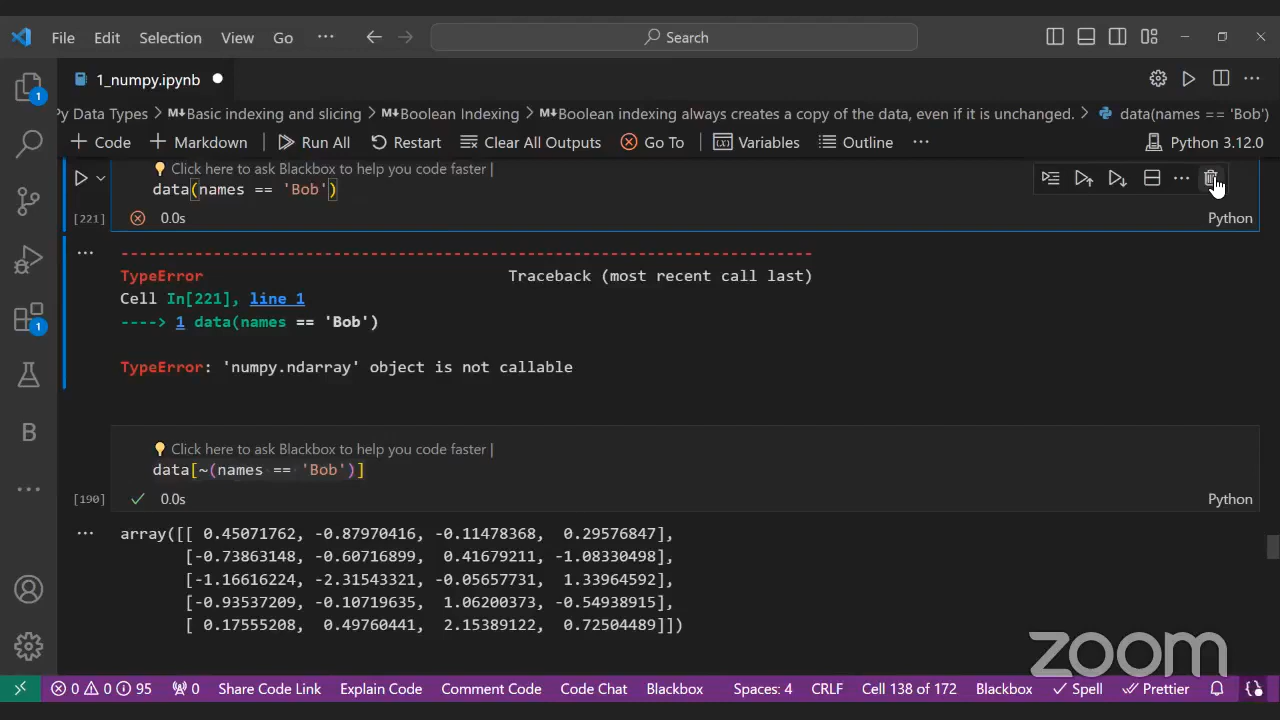 File Edit Selection View Go ··· Search
1_numpy.ipynb
Py Data Types > M↓Basic indexing and slicing > M↓Boolean Indexing > M↓Boolean indexing always creates a copy of the data, even if it is unchanged. > data(names == 'Bob')
+ Code + Markdown Run All Restart Clear All Outputs Go To Variables Outline ··· Python 3.12.0
Click here to ask Blackbox to help you code faster |
data(names == 'Bob')
[221] 0.0s Python
--------------------------------------------------------------------------- 
TypeError Traceback (most recent call last)
Cell In[221], line 1
----> 1 data(names == 'Bob')
TypeError: 'numpy.ndarray' object is not callable
Click here to ask Blackbox to help you code faster |
data[~(names == 'Bob')]
[190] 0.0s Python
array([[ 0.45071762, -0.87970416, -0.11478368, 0.29576847],
[-0.73863148, -0.60716899, 0.41679211, -1.08330498],
[-1.16616224, -2.31543321, -0.05657731, 1.33964592],
[-0.93537209, -0.10719635, 1.06200373, -0.54938915],
[ 0.17555208, 0.49760441, 2.15389122, 0.72504489]])
1
1
B
zoom
0 0 95 0 Share Code Link Explain Code Comment Code Code Chat Blackbox Spaces: 4 CRLF Cell 138 of 172 Blackbox Spell Prettier